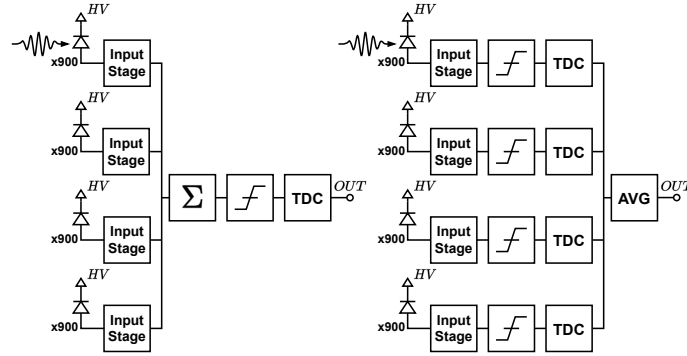 HV
x900
Input
Stage
HV
x900
Input
Stage
HV
x900
Input
Stage
HV
x900
Input
Stage
Σ
TDC
OUT
HV
x900
Input
Stage
TDC
HV
x900
Input
Stage
TDC
HV
x900
Input
Stage
TDC
HV
x900
Input
Stage
TDC
AVG
OUT